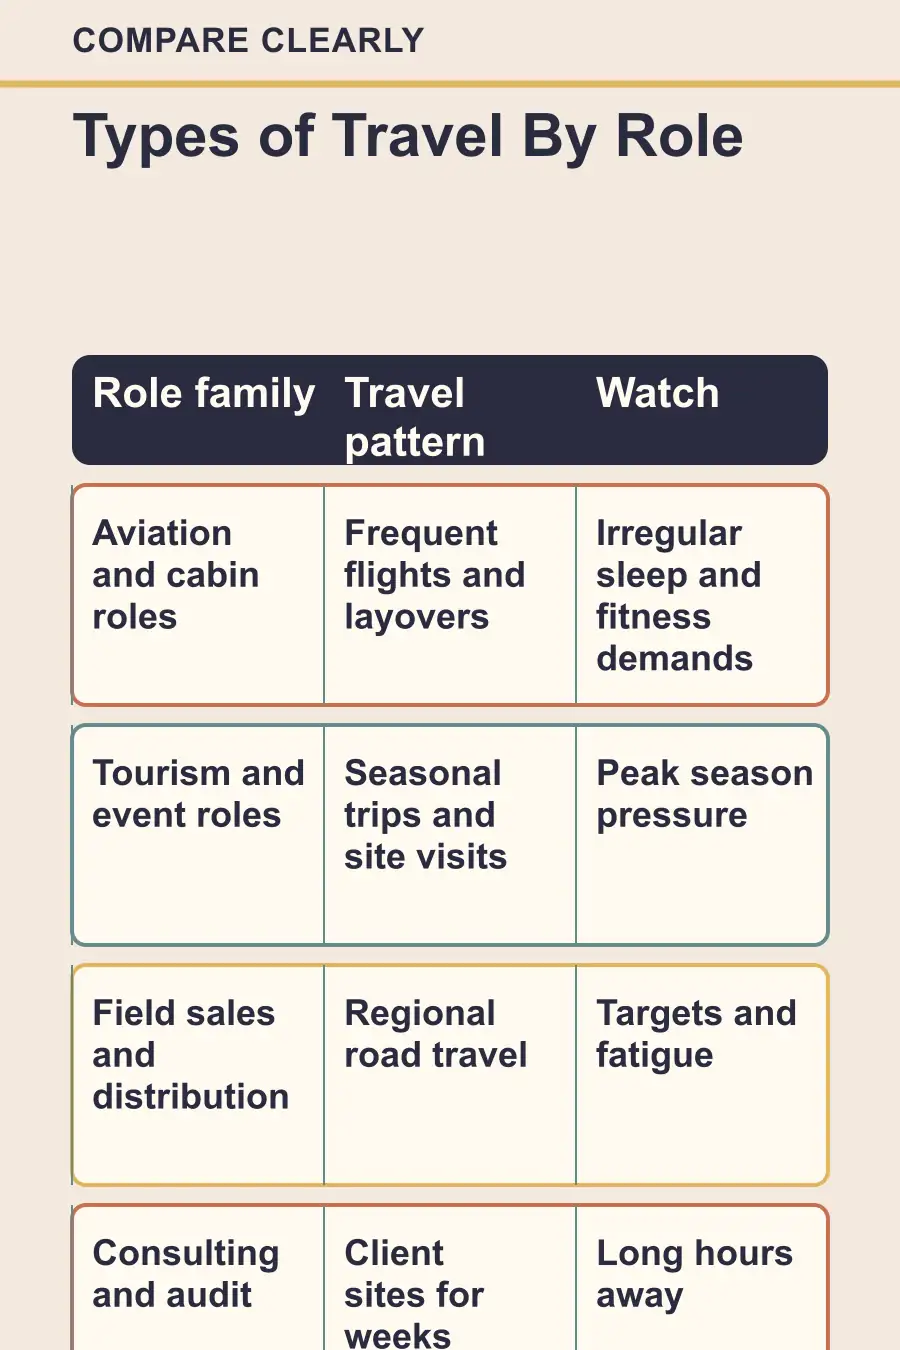 COMPARE CLEARLY
Types of Travel By Role
Role family
Travel
pattern
Watch
Aviation
and cabin
roles
Frequent
flights and
layovers
Irregular
sleep and
fitness
demands
Tourism and
event roles
Seasonal
trips and
site visits
Peak season
pressure
Field sales
and
distribution
Regional
road travel
Targets and
fatigue
Consulting
and audit
Client
sites for
weeks
Long hours
away